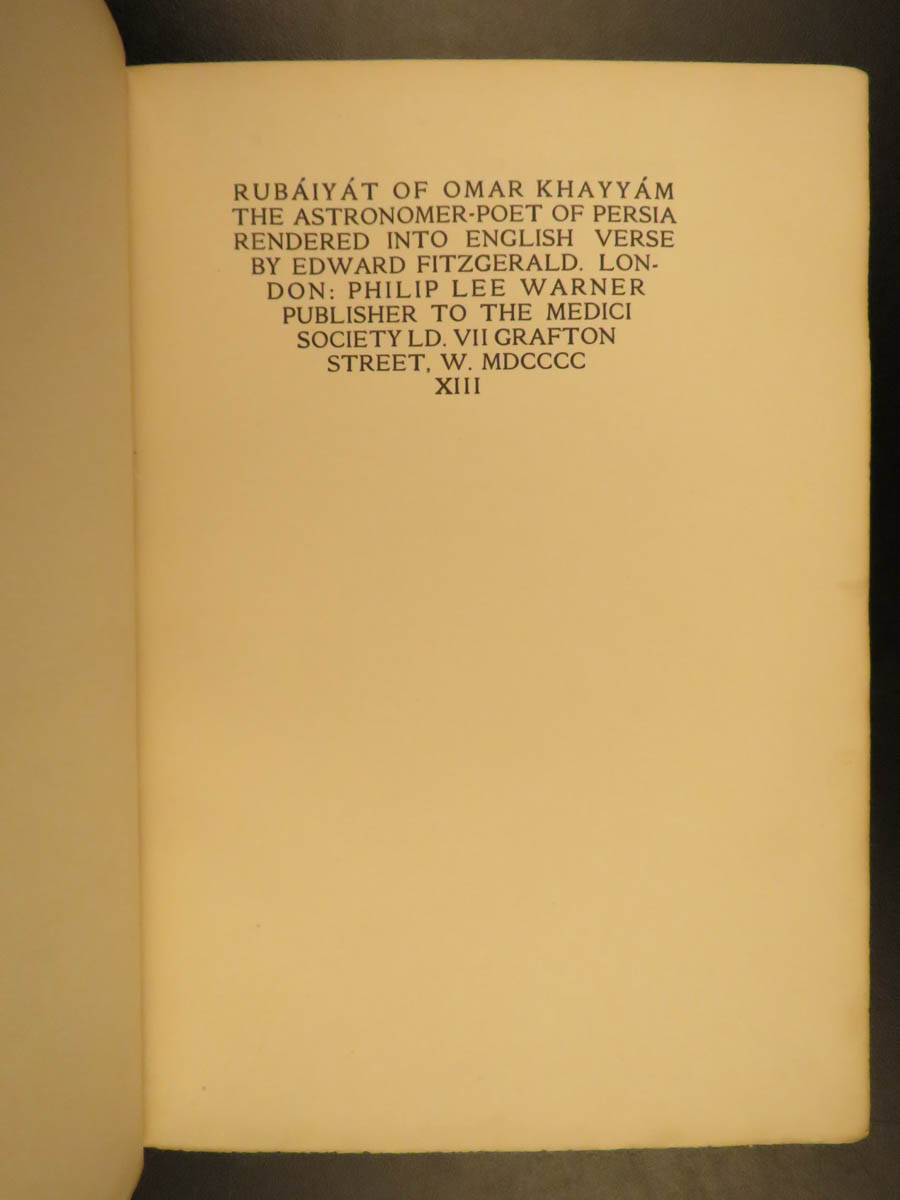 RUBÁIYÁT OF OMAR KHAYYÁM
THE ASTRONOMER-POET OF PERSIA
RENDERED INTO ENGLISH VERSE
BY EDWARD FITZGERALD. LON-
DON: PHILIP LEE WARNER
PUBLISHER TO THE MEDICI
SOCIETY LD. VII GRAFTON
STREET, W. MDCCCC
XIII